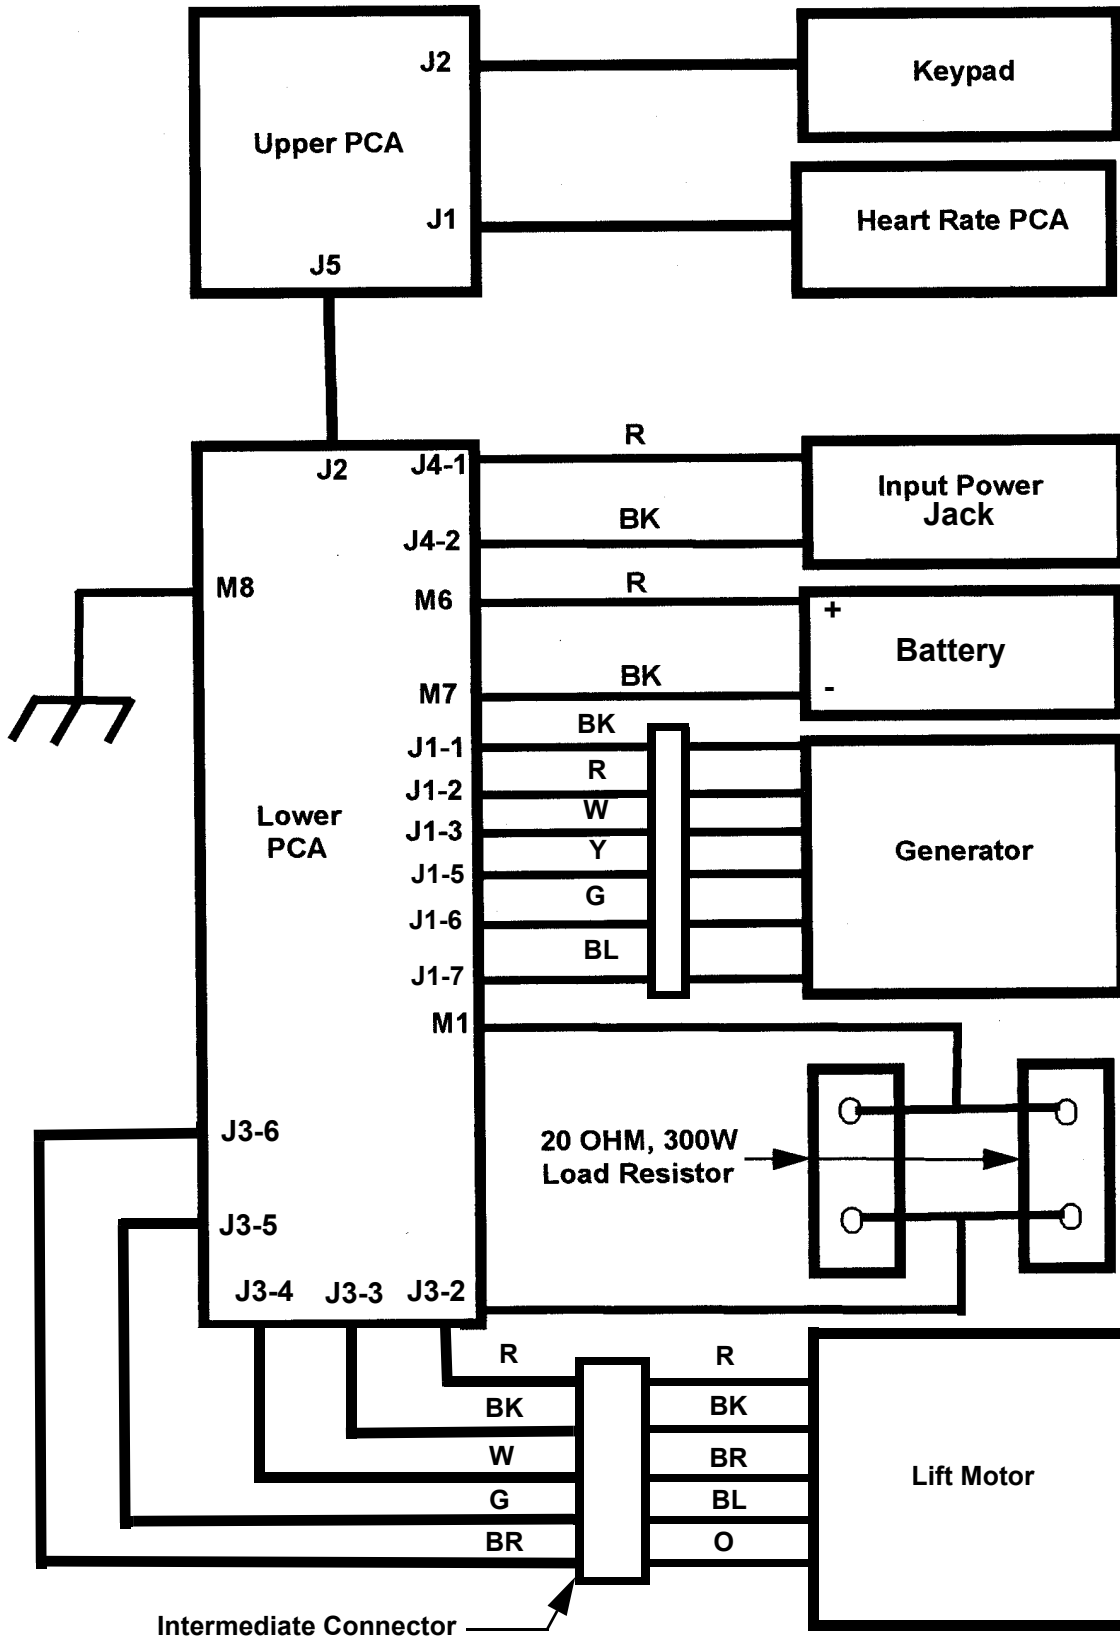 J2
Keypad
Upper PCA
J1
Heart Rate PCA
J5
J2
J4-1
R
Input Power
Jack
J4-2
BK
M8
M6
R
+
Battery
M7
BK
-
J1-1
BK
J1-2
R
J1-3
W
Lower
PCA
J1-5
Y
Generator
J1-6
G
J1-7
BL
M1
J3-6
20 OHM, 300W
Load Resistor
J3-5
J3-4
J3-3
J3-2
R
R
BK
BK
W
BR
Lift Motor
G
BL
BR
O
Intermediate Connector